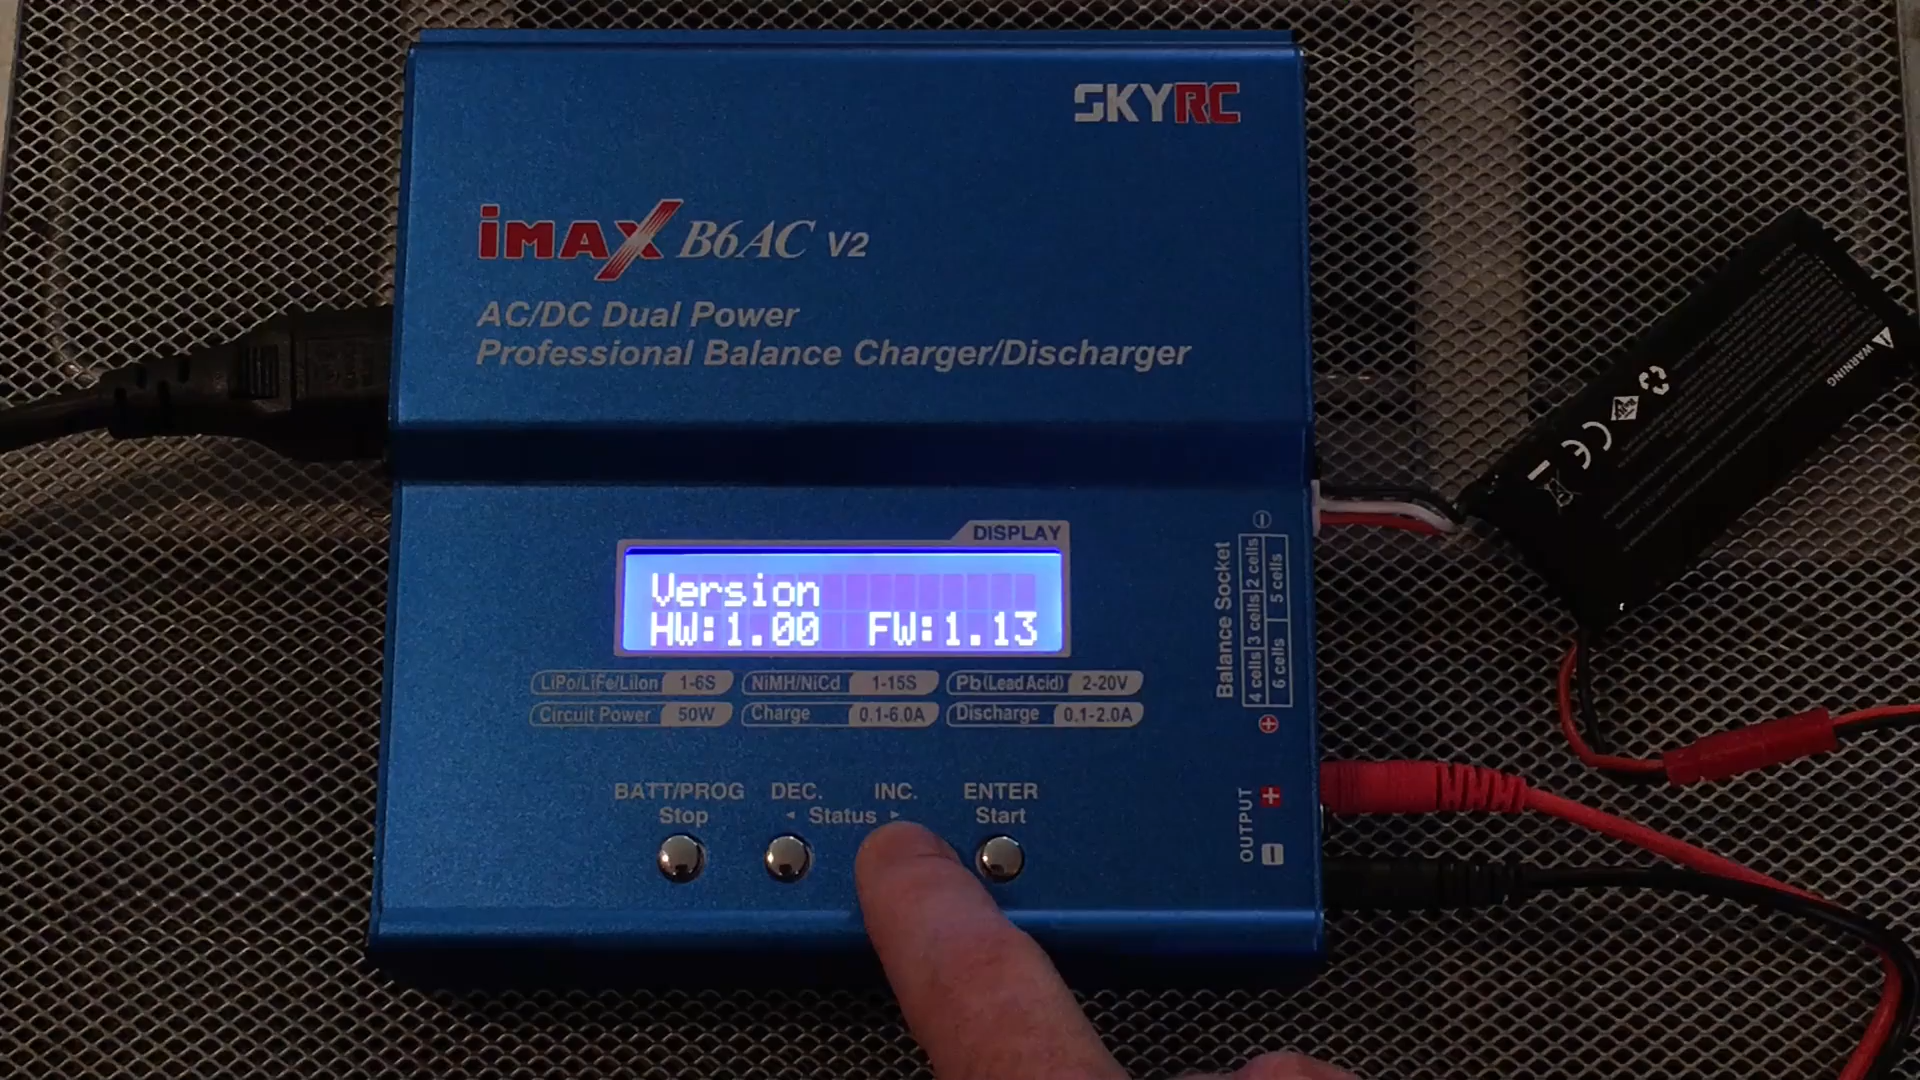 SKYRC
iMAX B6AC V2
AC/DC Dual Power
Professional Balance Charger/Discharger
DISPLAY
Version
HW:1.00 FW:1.13
LiPo/LiFe/LiIon 1-6S NiMH/NiCd 1-15S Pb(Lead Acid) 2-20V
Circuit Power 50W Charge 0.1-6.0A Discharge 0.1-2.0A
BATT/PROG DEC. INC. ENTER
Stop ◄ Status ► Start
Balance Socket
4 cells 3 cells 2 cells
6 cells 5 cells
OUTPUT
+
−
WARNING
CE